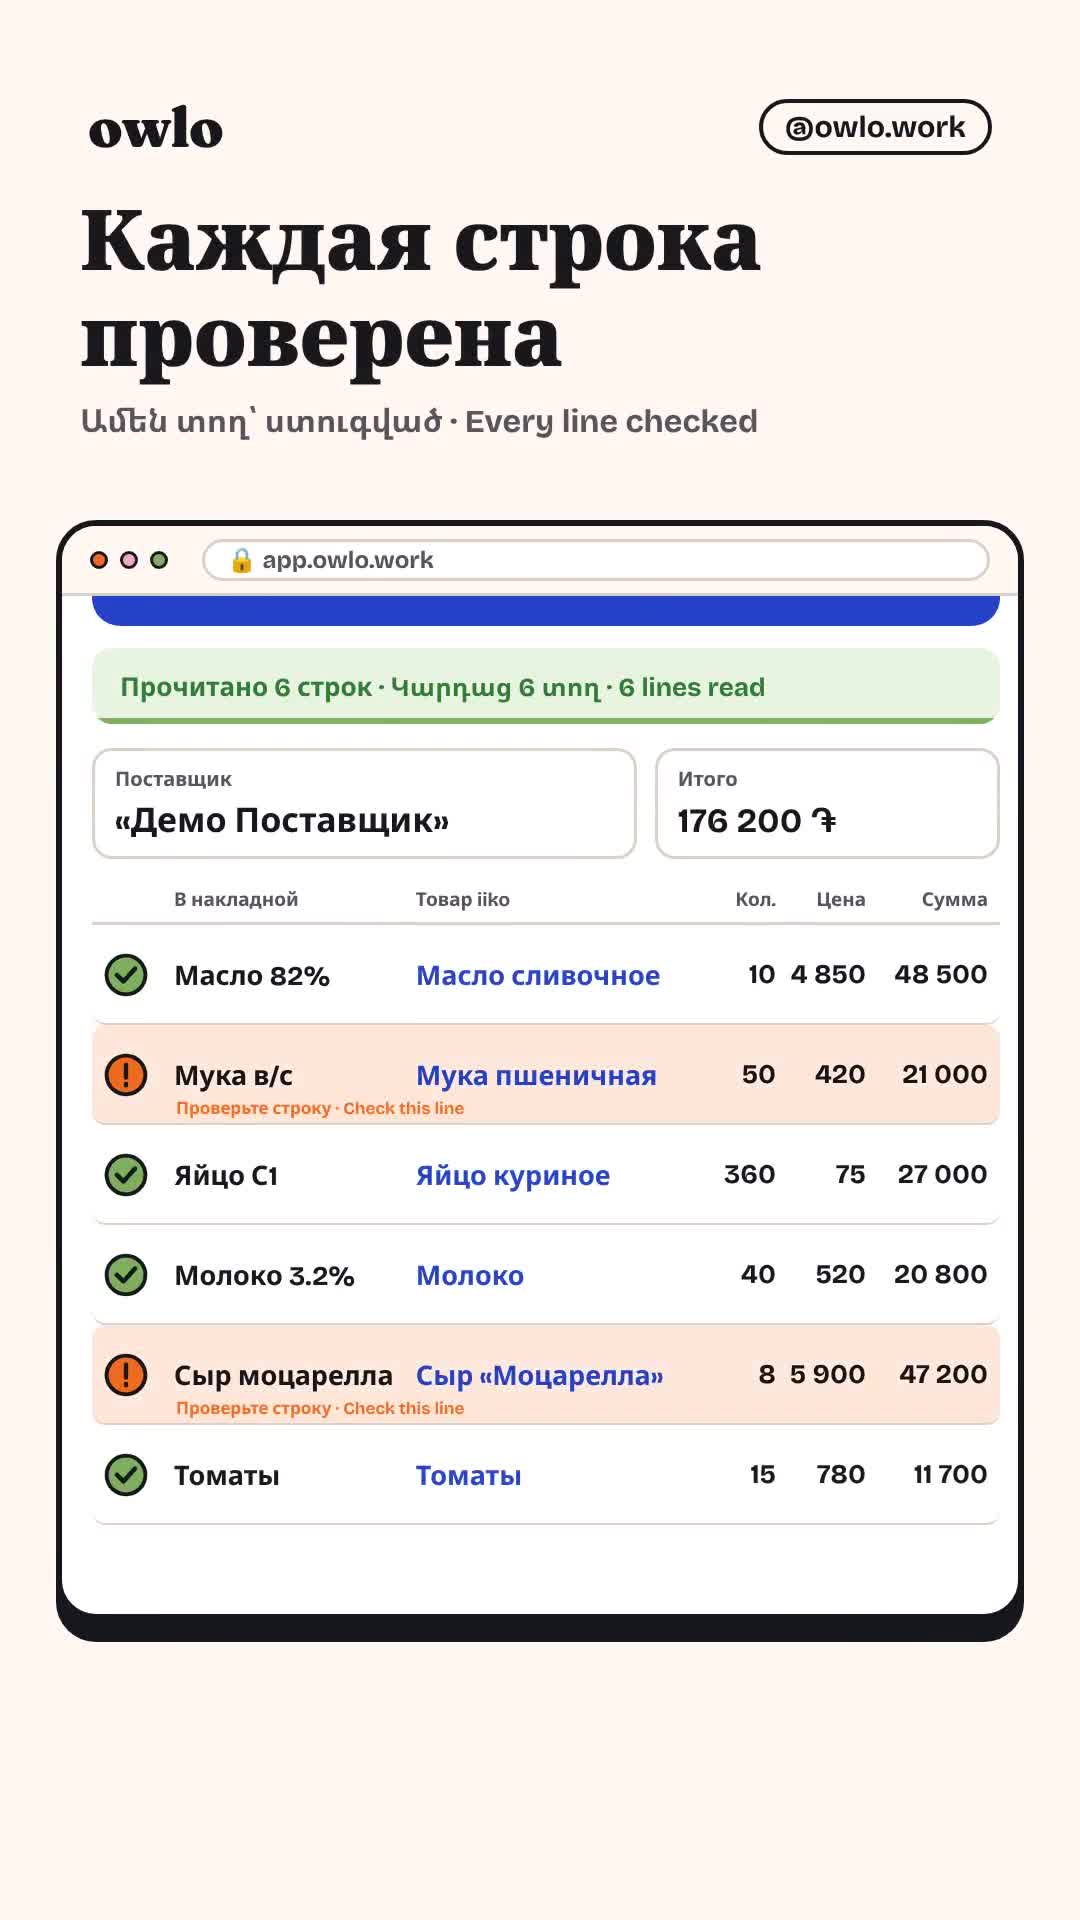 owlo
@owlo.work
Каждая строка
проверена
Ամեն տող՝ ստուգված · Every line checked
app.owlo.work
Прочитано 6 строк · Կարդաց 6 տող · 6 lines read
Поставщик
«Демо Поставщик»
Итого
176 200 ֏
В накладной Товар iiko Кол. Цена Сумма
Масло 82% Масло сливочное 10 4 850 48 500
Мука в/с Мука пшеничная 50 420 21 000
Проверьте строку · Check this line
Яйцо С1 Яйцо куриное 360 75 27 000
Молоко 3.2% Молоко 40 520 20 800
Сыр моцарелла Сыр «Моцарелла» 8 5 900 47 200
Проверьте строку · Check this line
Томаты Томаты 15 780 11 700